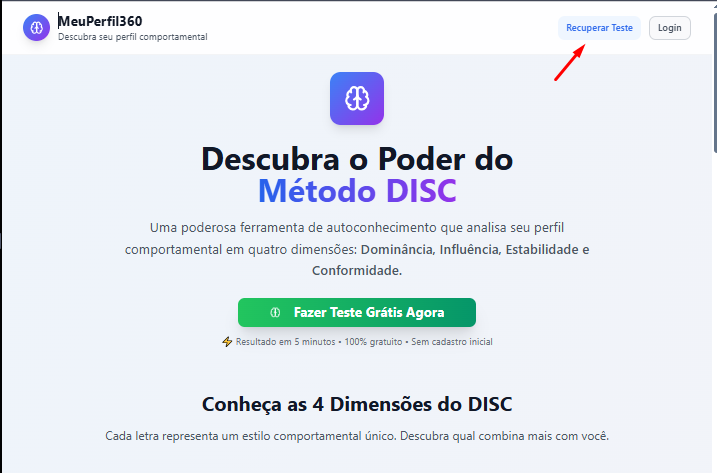 MeuPerfil360
Descubra seu perfil comportamental
Recuperar Teste
Login
Descubra o Poder do
Método DISC
Uma poderosa ferramenta de autoconhecimento que analisa seu perfil
comportamental em quatro dimensões: Dominância, Influência, Estabilidade e
Conformidade.
Fazer Teste Grátis Agora
⚡ Resultado em 5 minutos • 100% gratuito • Sem cadastro inicial
Conheça as 4 Dimensões do DISC
Cada letra representa um estilo comportamental único. Descubra qual combina mais com você.